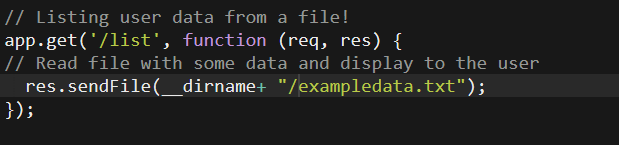 // Listing user data from a file!
app.get('/list', function (req, res) {
// Read file with some data and display to the user
  res.sendFile(__dirname+ "/exampledata.txt");
});